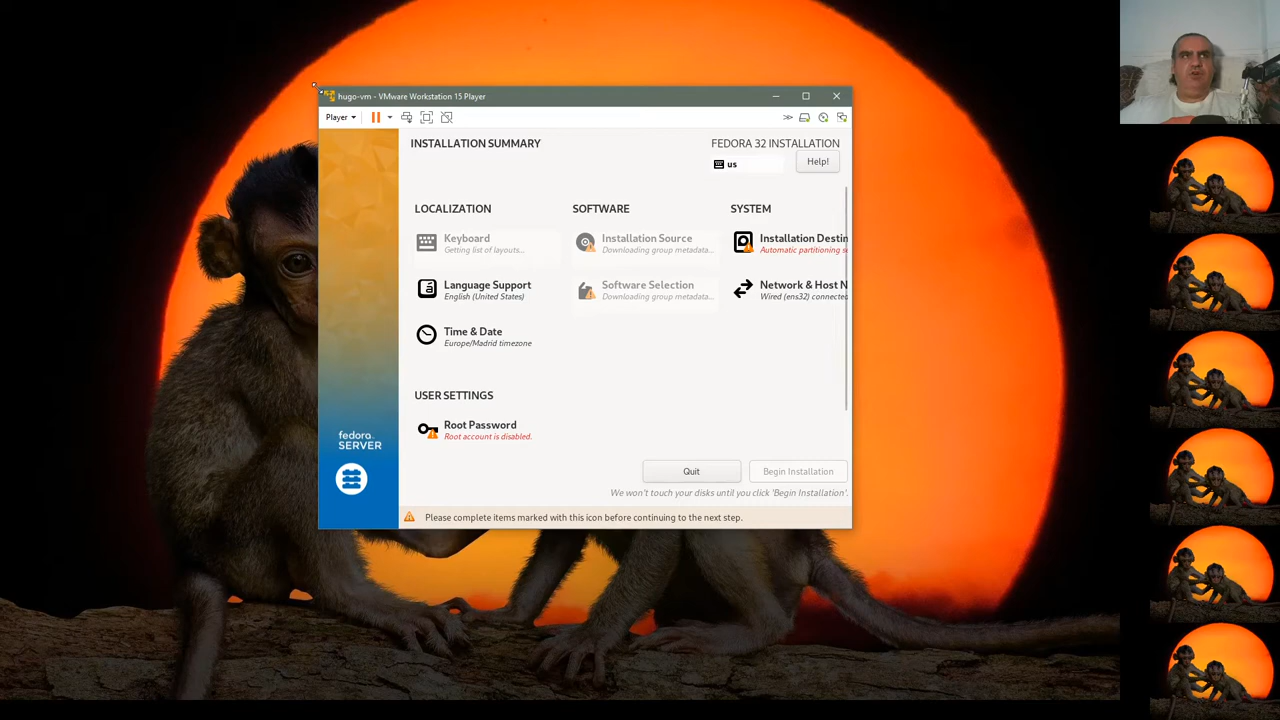 hugo-vm - VMware Workstation 15 Player
Player
INSTALLATION SUMMARY
FEDORA 32 INSTALLATION
us
Help!
LOCALIZATION
SOFTWARE
SYSTEM
Keyboard
Getting list of layouts...
Installation Source
Downloading group metadata...
Installation Destin
Automatic partitioning se
Language Support
English (United States)
Software Selection
Downloading group metadata...
Network & Host N
Wired (ens32) connected
Time & Date
Europe/Madrid timezone
USER SETTINGS
Root Password
Root account is disabled.
fedora
SERVER
Quit
Begin Installation
We won't touch your disks until you click 'Begin Installation'.
Please complete items marked with this icon before continuing to the next step.